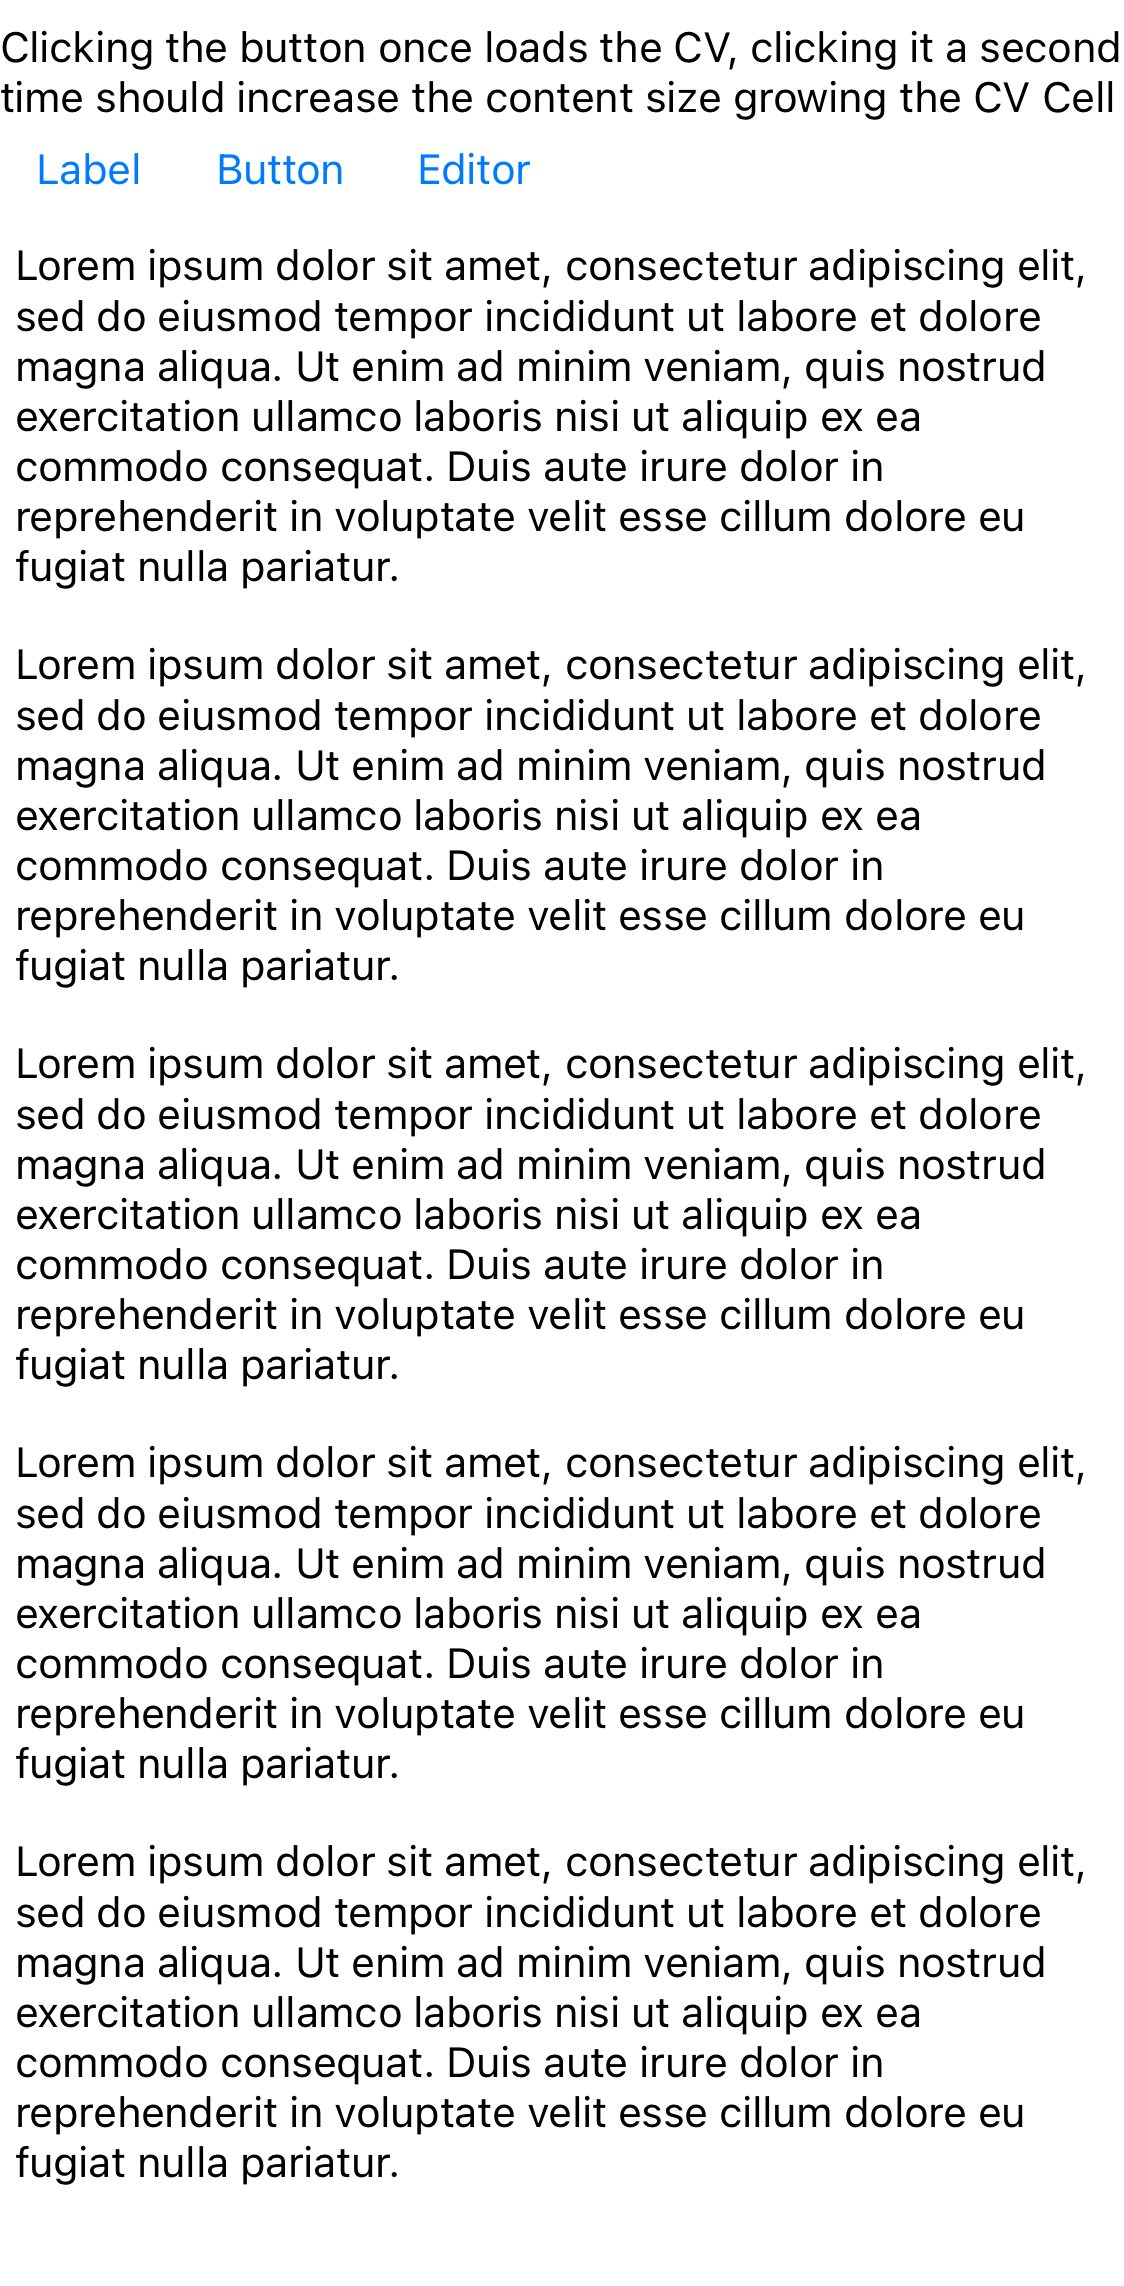 Clicking the button once loads the CV, clicking it a second
time should increase the content size growing the CV Cell
Label Button Editor
Lorem ipsum dolor sit amet, consectetur adipiscing elit,
sed do eiusmod tempor incididunt ut labore et dolore
magna aliqua. Ut enim ad minim veniam, quis nostrud
exercitation ullamco laboris nisi ut aliquip ex ea
commodo consequat. Duis aute irure dolor in
reprehenderit in voluptate velit esse cillum dolore eu
fugiat nulla pariatur.
Lorem ipsum dolor sit amet, consectetur adipiscing elit,
sed do eiusmod tempor incididunt ut labore et dolore
magna aliqua. Ut enim ad minim veniam, quis nostrud
exercitation ullamco laboris nisi ut aliquip ex ea
commodo consequat. Duis aute irure dolor in
reprehenderit in voluptate velit esse cillum dolore eu
fugiat nulla pariatur.
Lorem ipsum dolor sit amet, consectetur adipiscing elit,
sed do eiusmod tempor incididunt ut labore et dolore
magna aliqua. Ut enim ad minim veniam, quis nostrud
exercitation ullamco laboris nisi ut aliquip ex ea
commodo consequat. Duis aute irure dolor in
reprehenderit in voluptate velit esse cillum dolore eu
fugiat nulla pariatur.
Lorem ipsum dolor sit amet, consectetur adipiscing elit,
sed do eiusmod tempor incididunt ut labore et dolore
magna aliqua. Ut enim ad minim veniam, quis nostrud
exercitation ullamco laboris nisi ut aliquip ex ea
commodo consequat. Duis aute irure dolor in
reprehenderit in voluptate velit esse cillum dolore eu
fugiat nulla pariatur.
Lorem ipsum dolor sit amet, consectetur adipiscing elit,
sed do eiusmod tempor incididunt ut labore et dolore
magna aliqua. Ut enim ad minim veniam, quis nostrud
exercitation ullamco laboris nisi ut aliquip ex ea
commodo consequat. Duis aute irure dolor in
reprehenderit in voluptate velit esse cillum dolore eu
fugiat nulla pariatur.